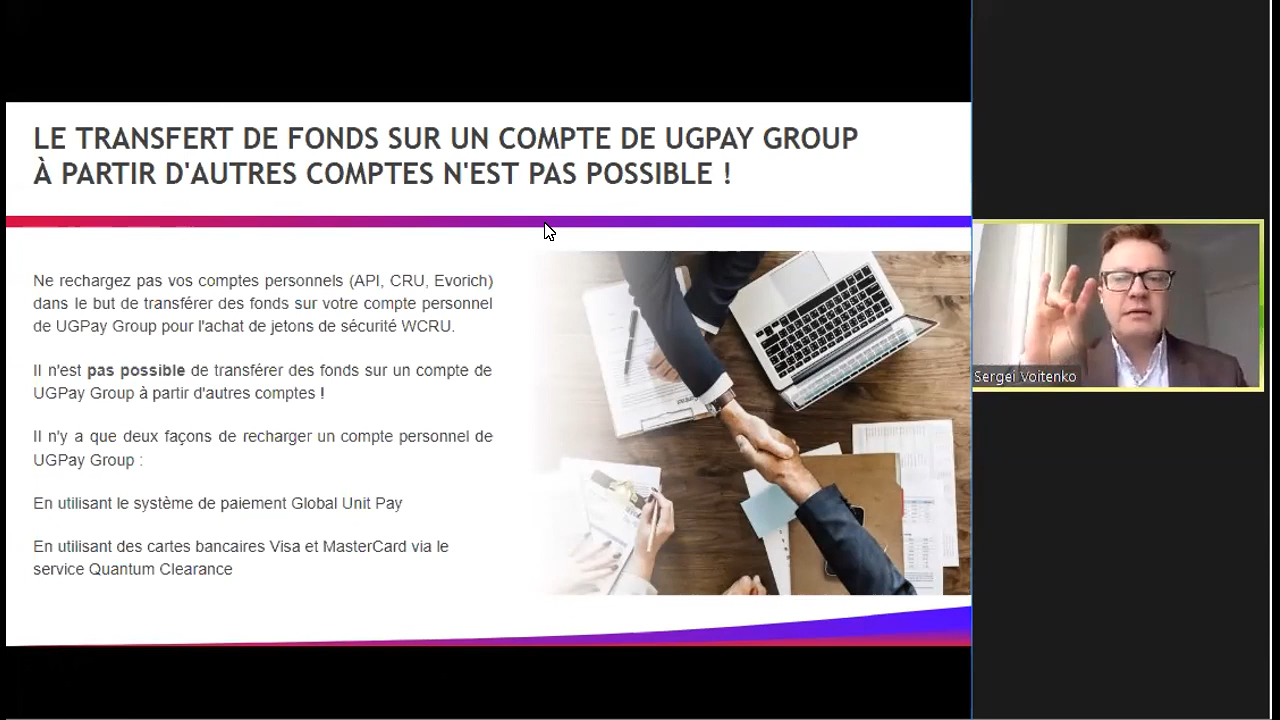 LE TRANSFERT DE FONDS SUR UN COMPTE DE UGPAY GROUP
À PARTIR D'AUTRES COMPTES N'EST PAS POSSIBLE !
Ne rechargez pas vos comptes personnels (API, CRU, Evorich)
dans le but de transférer des fonds sur votre compte personnel
de UGPay Group pour l'achat de jetons de sécurité WCRU.
Il n'est pas possible de transférer des fonds sur un compte de
UGPay Group à partir d'autres comptes !
Il n'y a que deux façons de recharger un compte personnel de
UGPay Group :
En utilisant le système de paiement Global Unit Pay
En utilisant des cartes bancaires Visa et MasterCard via le
service Quantum Clearance
Sergei Voitenko